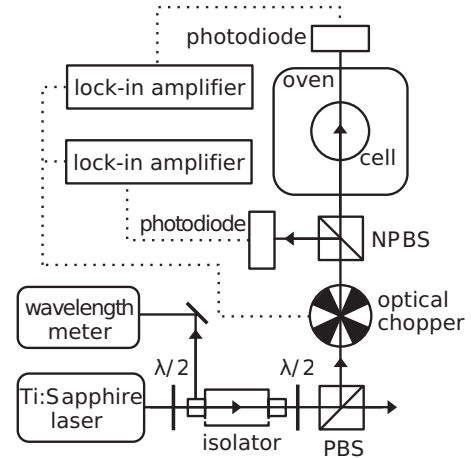 photodiode
oven
lock-in amplifier
cell
lock-in amplifier
photodiode
NPBS
optical
chopper
wavelength
meter
λ/2
λ/2
Ti:Sapphire
laser
isolator
PBS